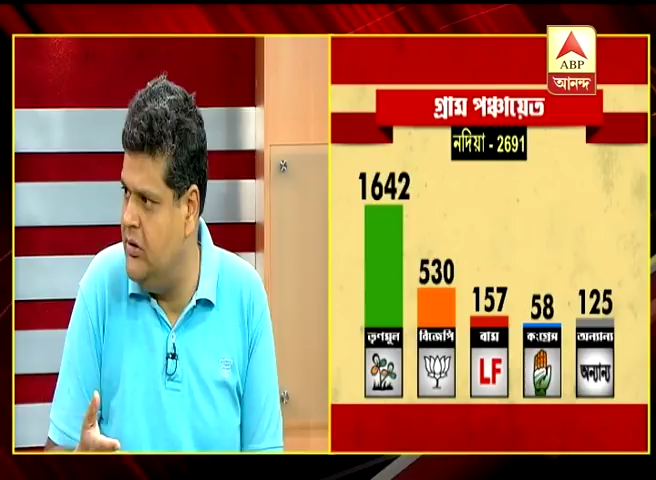 ABP
আনন্দ
গ্রাম পঞ্চায়েত
নদিয়া - 2691
1642
530
157
58
125
তৃণমূল
বিজেপি
বাম
কংগ্রেস
অন্যান্য
LF
অন্যান্য